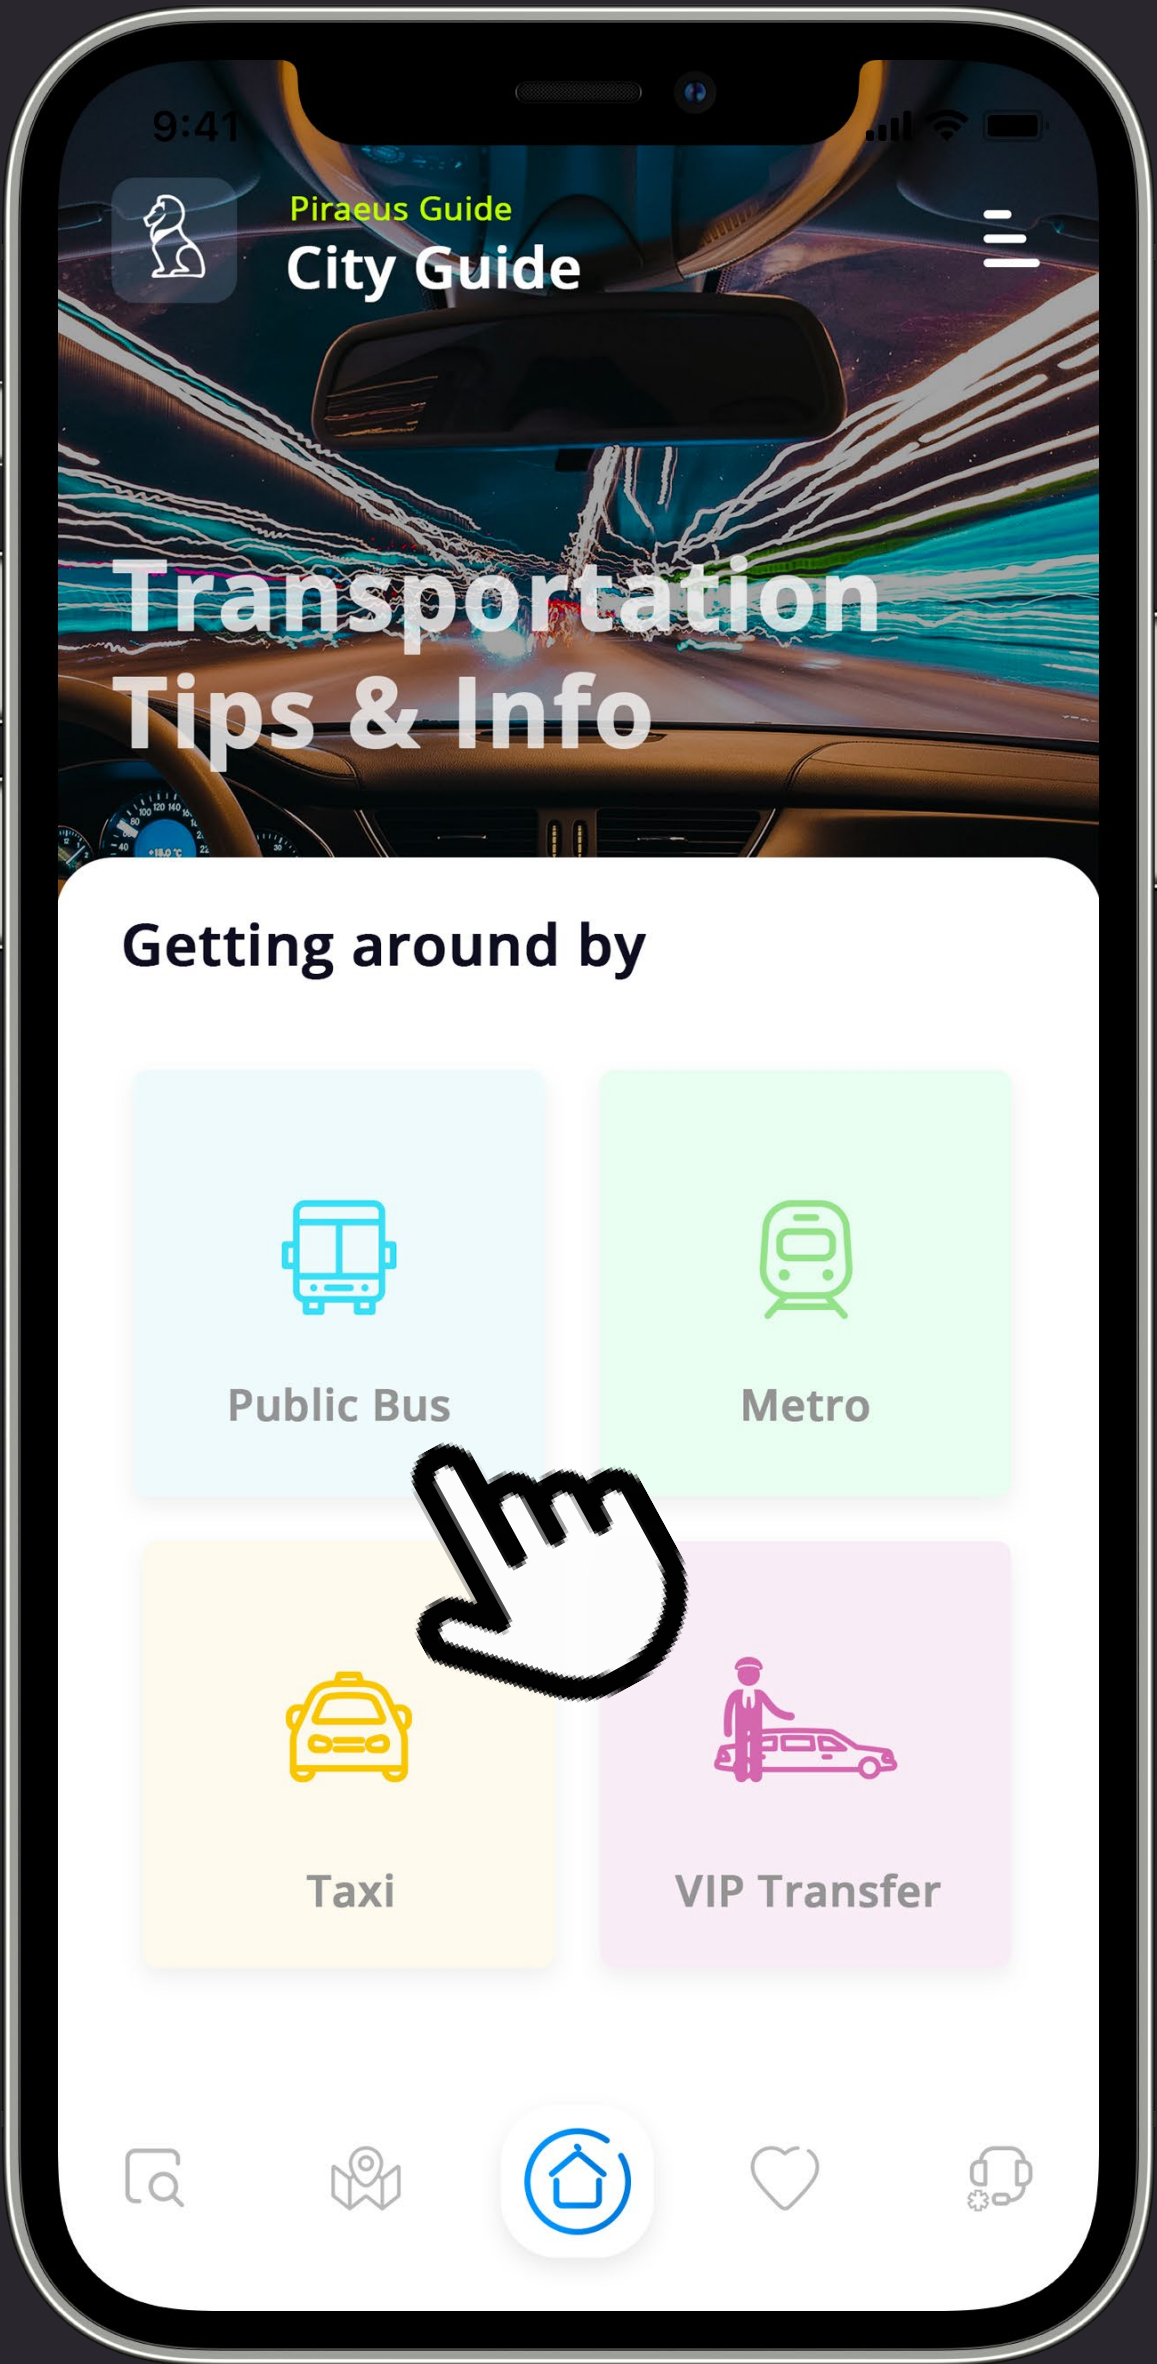 9:41
Piraeus Guide
City Guide
Transportation
Tips & Info
Getting around by
Public Bus
Metro
Taxi
VIP Transfer